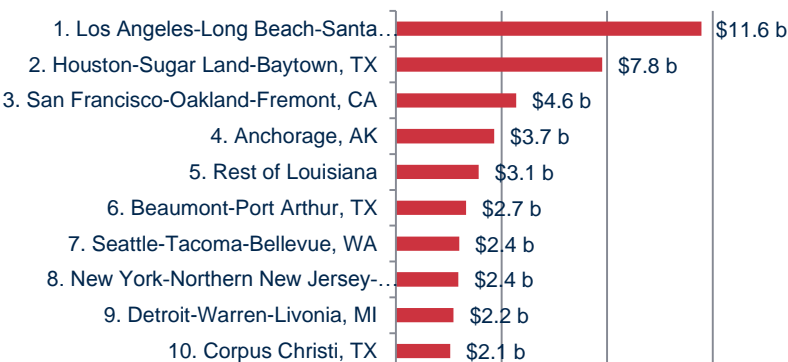 1. Los Angeles-Long Beach-Santa… $11.6 b
2. Houston-Sugar Land-Baytown, TX $7.8 b
3. San Francisco-Oakland-Fremont, CA $4.6 b
4. Anchorage, AK $3.7 b
5. Rest of Louisiana $3.1 b
6. Beaumont-Port Arthur, TX $2.7 b
7. Seattle-Tacoma-Bellevue, WA $2.4 b
8. New York-Northern New Jersey-… $2.4 b
9. Detroit-Warren-Livonia, MI $2.2 b
10. Corpus Christi, TX $2.1 b